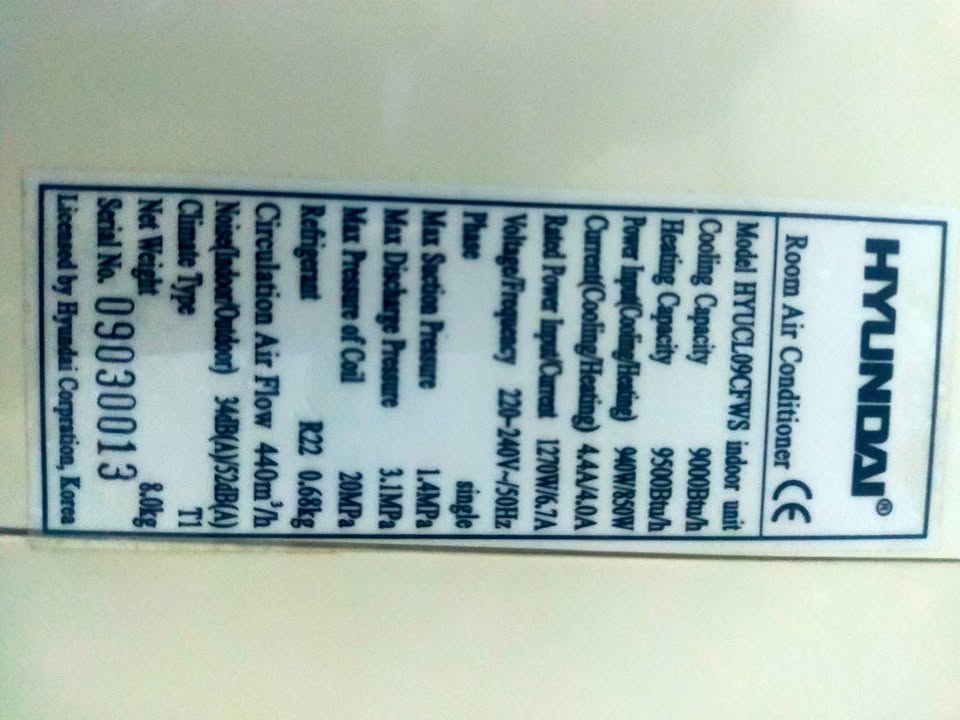 HYUNDAI®
Room Air Conditioner CE
Model HYUCL09CFWS indoor unit
Cooling Capacity 9000Btu/h
Heating Capacity 9500Btu/h
Power Input(Cooling/Heating) 940W/850W
Current(Cooling/Heating) 4.4A/4.0A
Rated Power Input/Current 1270W/6.7A
Voltage/Frequency 220-240V~/50Hz
Phase single
Max Suction Pressure 1.4MPa
Max Discharge Pressure 3.1MPa
Max Pressure of Coil 20MPa
Refrigerant R22 0.68kg
Circulation Air Flow 440m³/h
Noise(Indoor/Outdoor) 34dB(A)/52dB(A)
Climate Type T1
Net Weight 8.0kg
Serial No. 09030013
Licensed by Hyundai Corporation, Korea